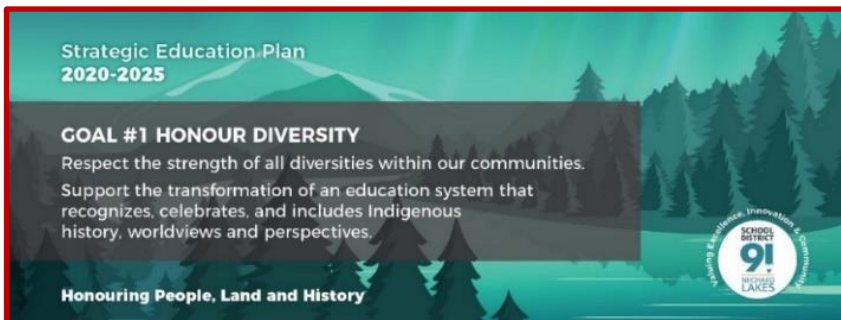 Strategic Education Plan
2020-2025
GOAL #1 HONOUR DIVERSITY
Respect the strength of all diversities within our communities.
Support the transformation of an education system that
recognizes, celebrates, and includes Indigenous
history, worldviews and perspectives.
Honouring People, Land and History
Valuing Excellence, Innovation & Community
SCHOOL
DISTRICT
91
NECHAKO
LAKES